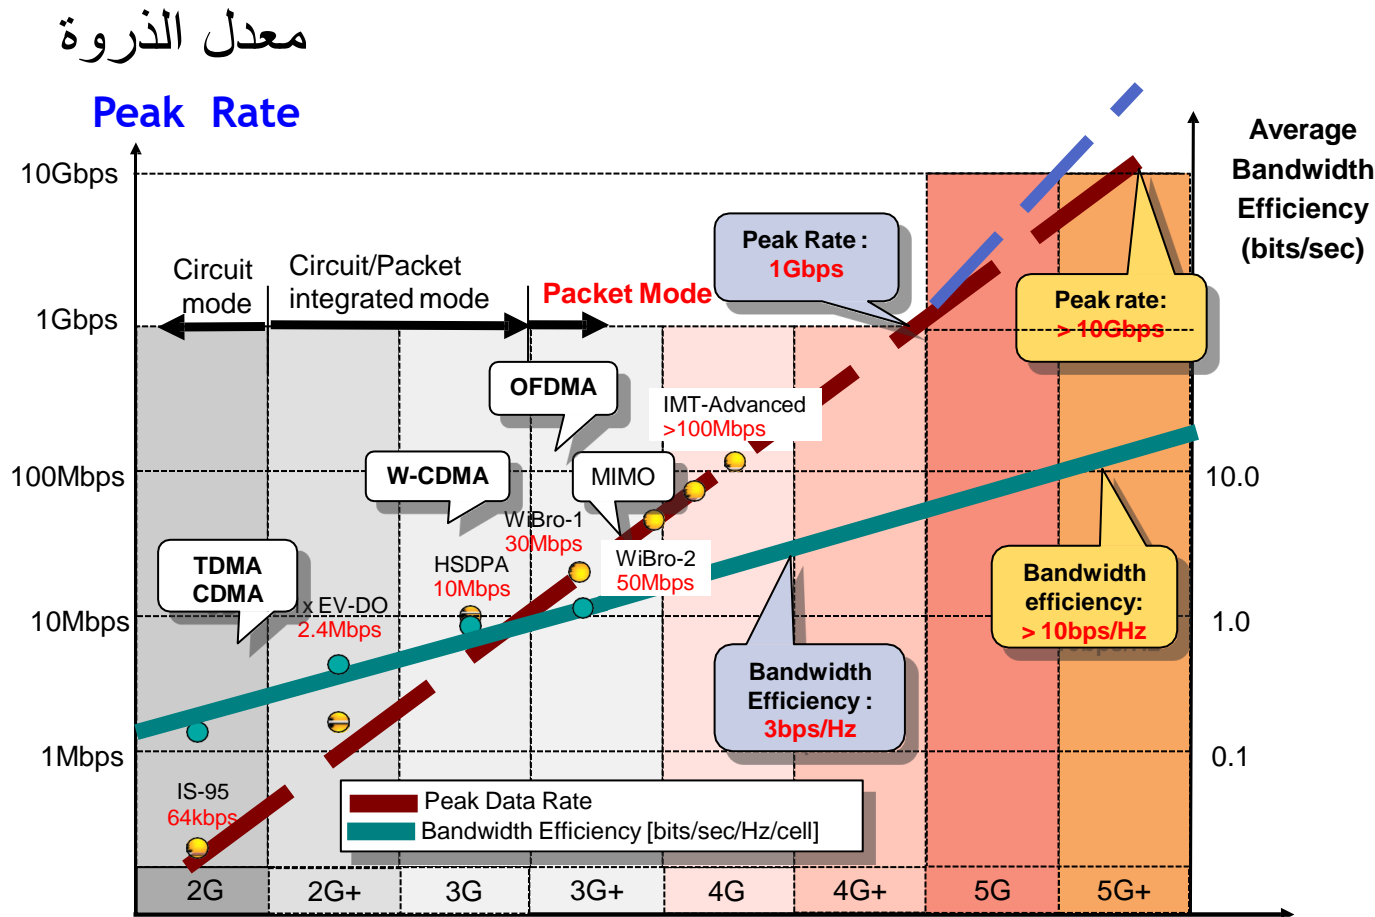 معدل الذروة
Peak Rate
Average
Bandwidth
Efficiency
(bits/sec)
10Gbps
1Gbps
100Mbps
10Mbps
1Mbps
10.0
1.0
0.1
Circuit
mode
Circuit/Packet
integrated mode
Packet Mode
Peak Rate :
1Gbps
Peak rate:
> 10Gbps
OFDMA
IMT-Advanced
>100Mbps
W-CDMA
MIMO
WiBro-1
30Mbps
WiBro-2
50Mbps
HSDPA
10Mbps
TDMA
CDMA
1x EV-DO
2.4Mbps
Bandwidth
efficiency:
> 10bps/Hz
Bandwidth
Efficiency :
3bps/Hz
IS-95
64kbps
Peak Data Rate
Bandwidth Efficiency [bits/sec/Hz/cell]
2G 2G+ 3G 3G+ 4G 4G+ 5G 5G+